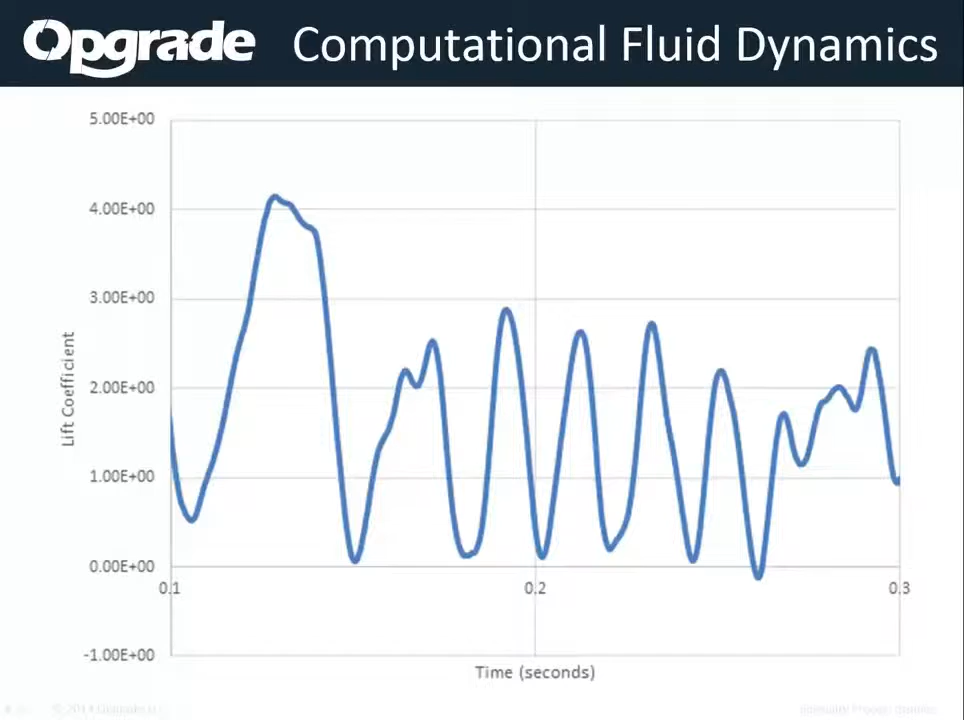 Opgrade Computational Fluid Dynamics
5.00E+00
4.00E+00
3.00E+00
2.00E+00
1.00E+00
0.00E+00
-1.00E+00
Lift Coefficient
0.1 0.2 0.3
Time (seconds)